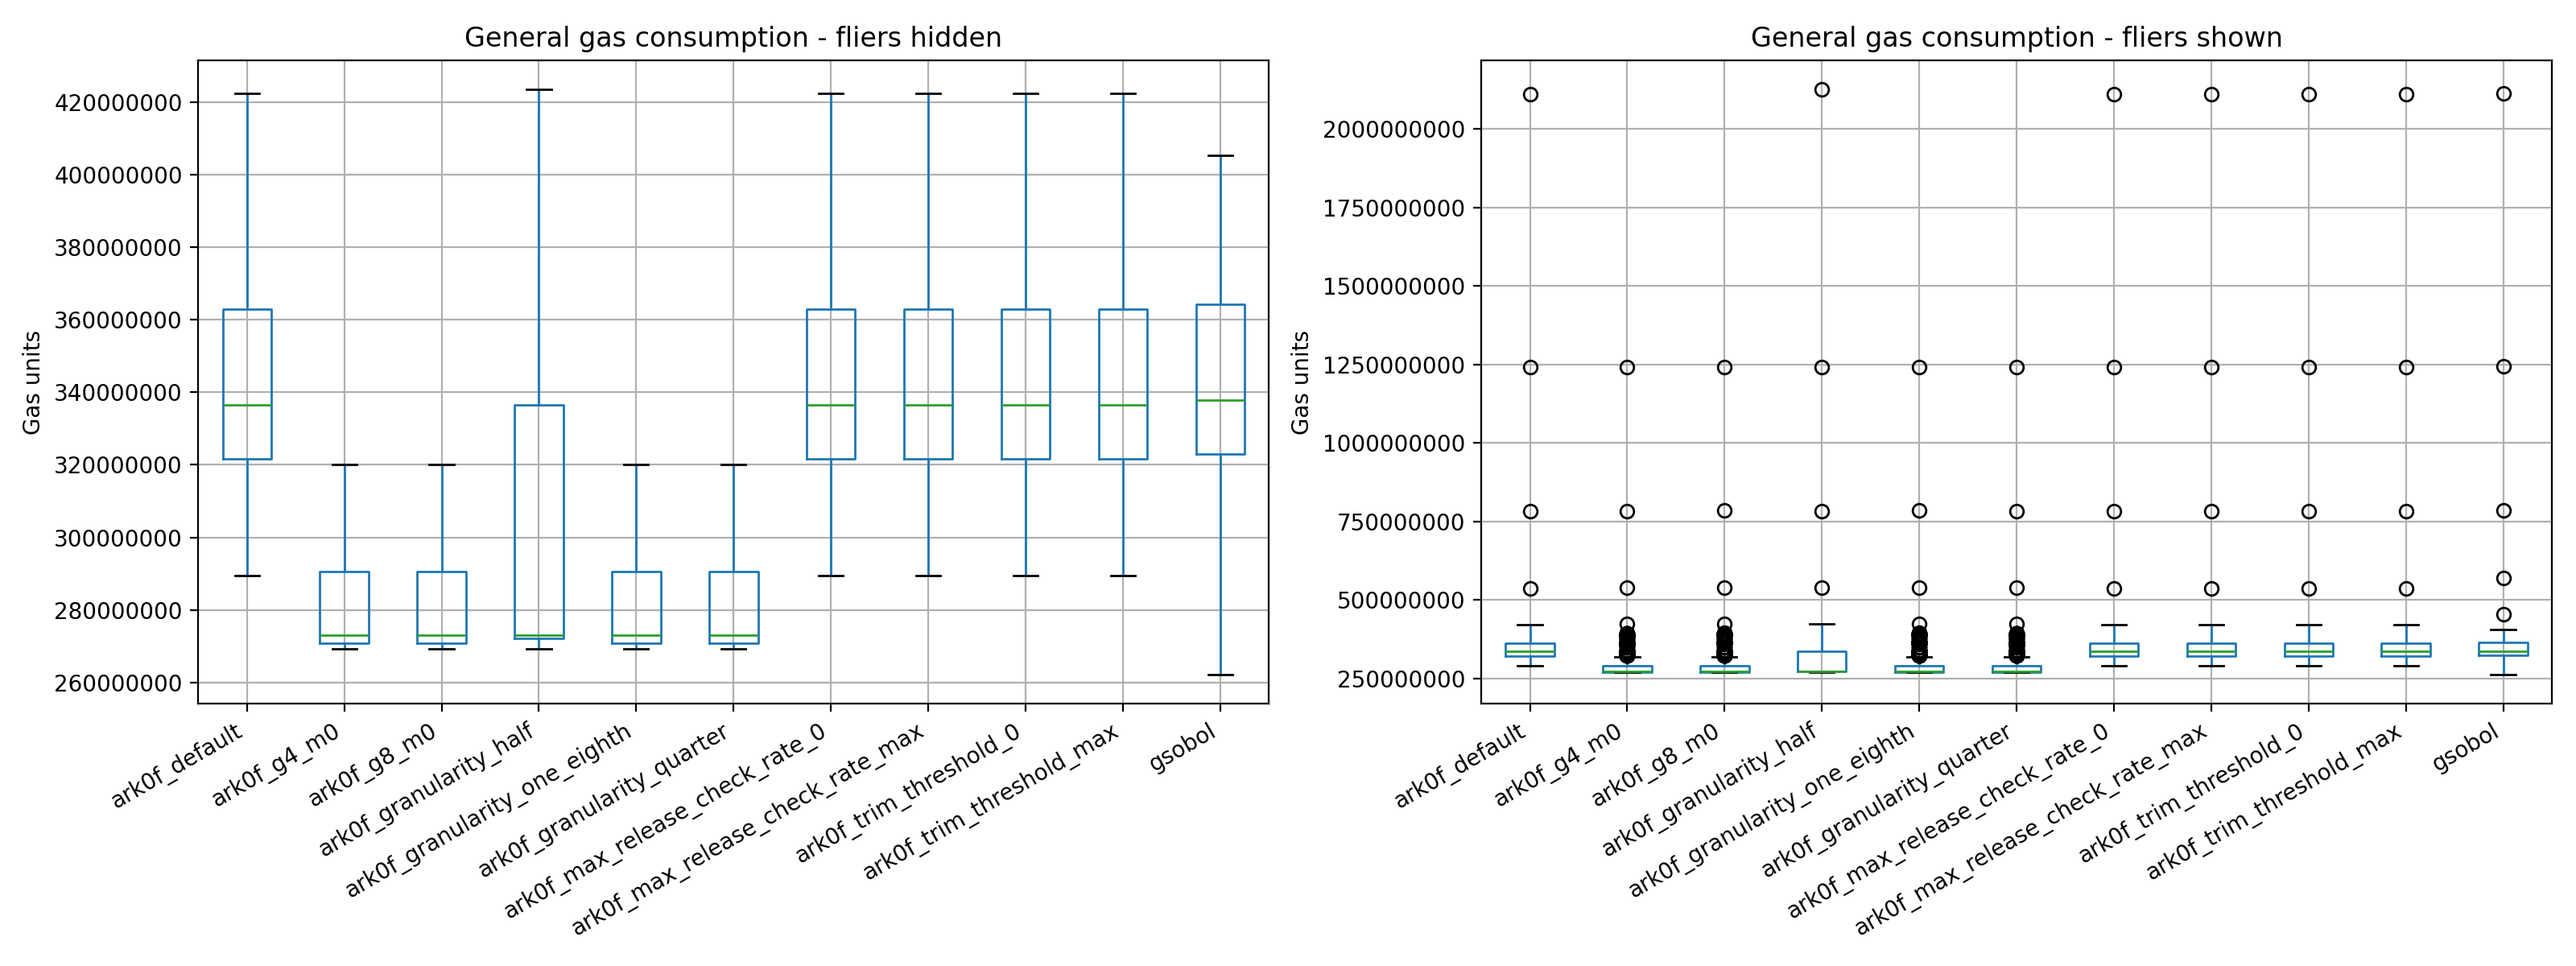 General gas consumption - fliers hidden
Gas units
420000000
400000000
380000000
360000000
340000000
320000000
300000000
280000000
260000000
ark0f_default
ark0f_g4_m0
ark0f_g8_m0
ark0f_granularity_half
ark0f_granularity_one_eighth
ark0f_granularity_quarter
ark0f_max_release_check_rate_0
ark0f_max_release_check_rate_max
ark0f_trim_threshold_0
ark0f_trim_threshold_max
gsobol
General gas consumption - fliers shown
Gas units
2000000000
1750000000
1500000000
1250000000
1000000000
750000000
500000000
250000000
ark0f_default
ark0f_g4_m0
ark0f_g8_m0
ark0f_granularity_half
ark0f_granularity_one_eighth
ark0f_granularity_quarter
ark0f_max_release_check_rate_0
ark0f_max_release_check_rate_max
ark0f_trim_threshold_0
ark0f_trim_threshold_max
gsobol